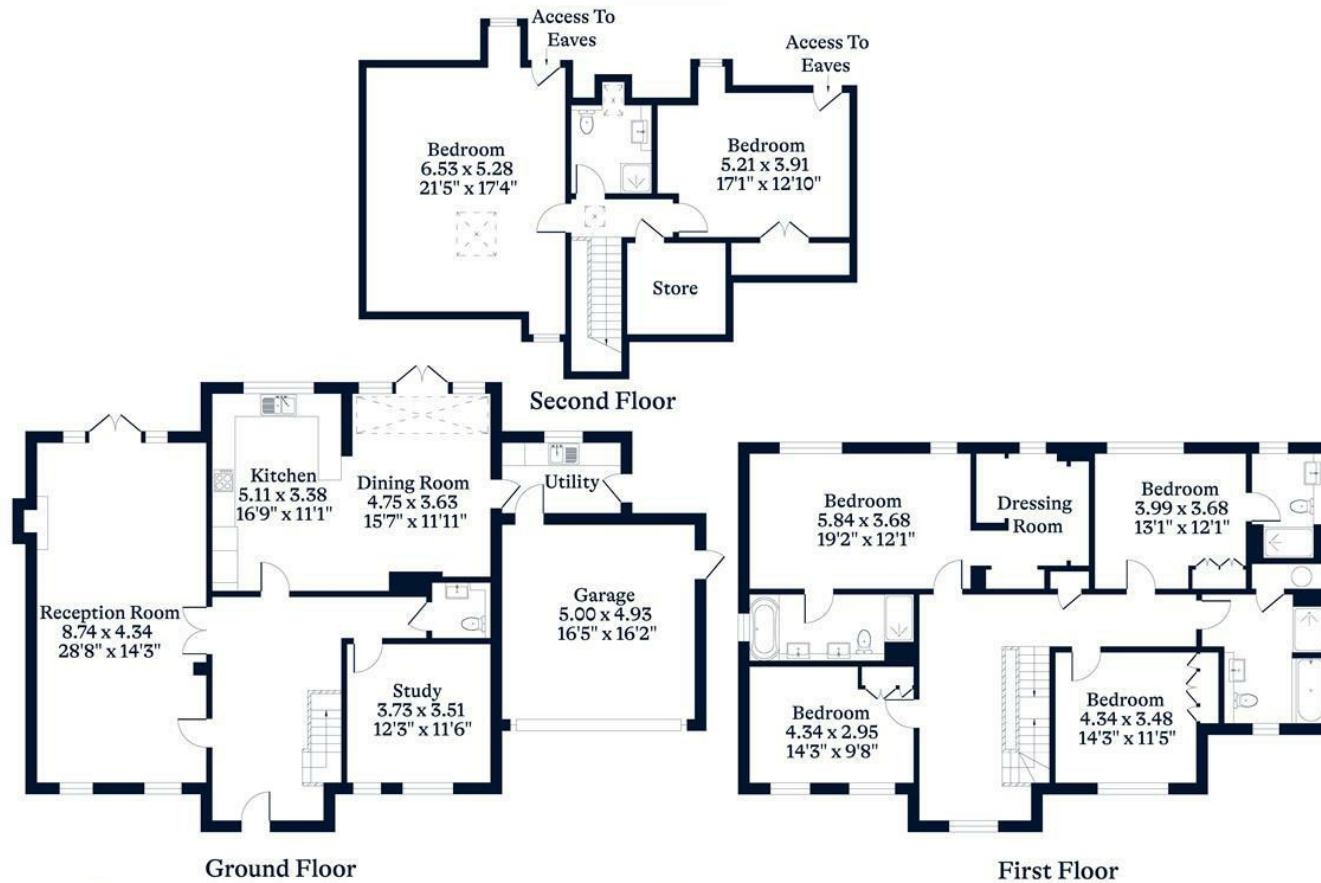 Access To
Eaves
Access To
Eaves
Bedroom
6.53 x 5.28
21'5" x 17'4"
Bedroom
5.21 x 3.91
17'1" x 12'10"
Store
Second Floor
Kitchen
5.11 x 3.38
16'9" x 11'1"
Dining Room
4.75 x 3.63
15'7" x 11'11"
Utility
Reception Room
8.74 x 4.34
28'8" x 14'3"
Garage
5.00 x 4.93
16'5" x 16'2"
Study
3.73 x 3.51
12'3" x 11'6"
Ground Floor
Bedroom
5.84 x 3.68
19'2" x 12'1"
Dressing
Room
Bedroom
3.99 x 3.68
13'1" x 12'1"
Bedroom
4.34 x 2.95
14'3" x 9'8"
Bedroom
4.34 x 3.48
14'3" x 11'5"
First Floor